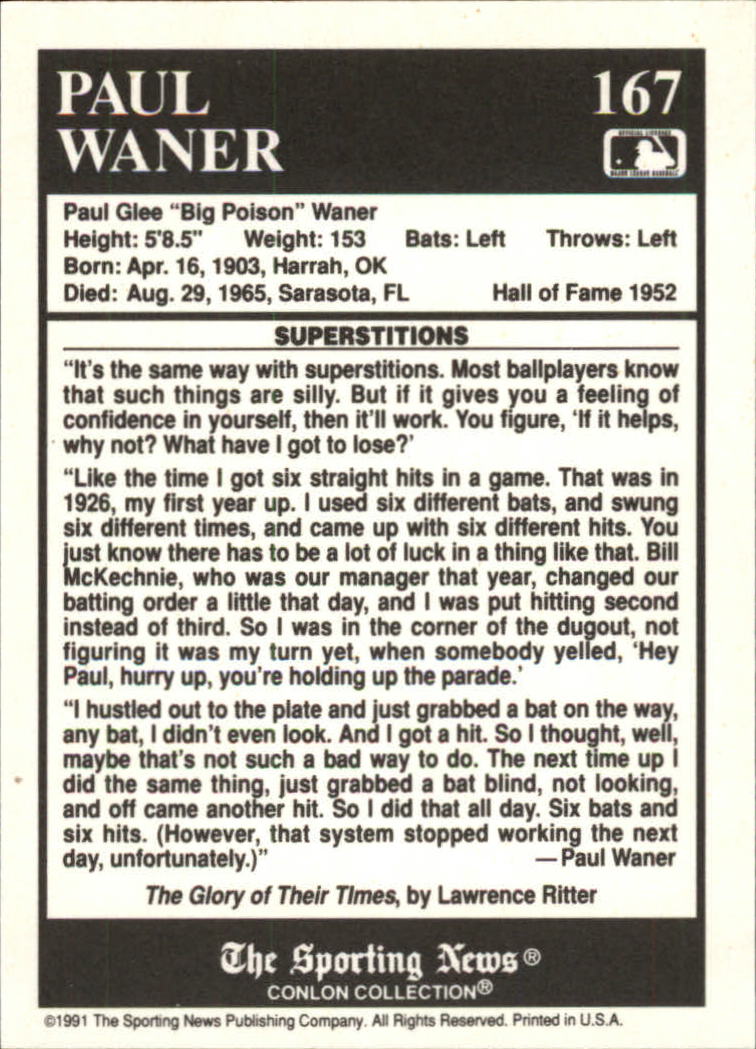 PAUL
WANER
167
OFFICIAL LICENSEE
MAJOR LEAGUE BASEBALL
Paul Glee “Big Poison” Waner
Height: 5'8.5" Weight: 153 Bats: Left Throws: Left
Born: Apr. 16, 1903, Harrah, OK
Died: Aug. 29, 1965, Sarasota, FL Hall of Fame 1952
SUPERSTITIONS
“It’s the same way with superstitions. Most ballplayers know
that such things are silly. But if it gives you a feeling of
confidence in yourself, then it’ll work. You figure, ‘If it helps,
why not? What have I got to lose?’
“Like the time I got six straight hits in a game. That was in
1926, my first year up. I used six different bats, and swung
six different times, and came up with six different hits. You
just know there has to be a lot of luck in a thing like that. Bill
McKechnie, who was our manager that year, changed our
batting order a little that day, and I was put hitting second
instead of third. So I was in the corner of the dugout, not
figuring it was my turn yet, when somebody yelled, ‘Hey
Paul, hurry up, you’re holding up the parade.’
“I hustled out to the plate and just grabbed a bat on the way,
any bat, I didn’t even look. And I got a hit. So I thought, well,
maybe that’s not such a bad way to do. The next time up I
did the same thing, just grabbed a bat blind, not looking,
and off came another hit. So I did that all day. Six bats and
six hits. (However, that system stopped working the next
day, unfortunately.)” —Paul Waner
The Glory of Their TImes, by Lawrence Ritter
The Sporting News®
CONLON COLLECTION®
©1991 The Sporting News Publishing Company. All Rights Reserved. Printed in U.S.A.